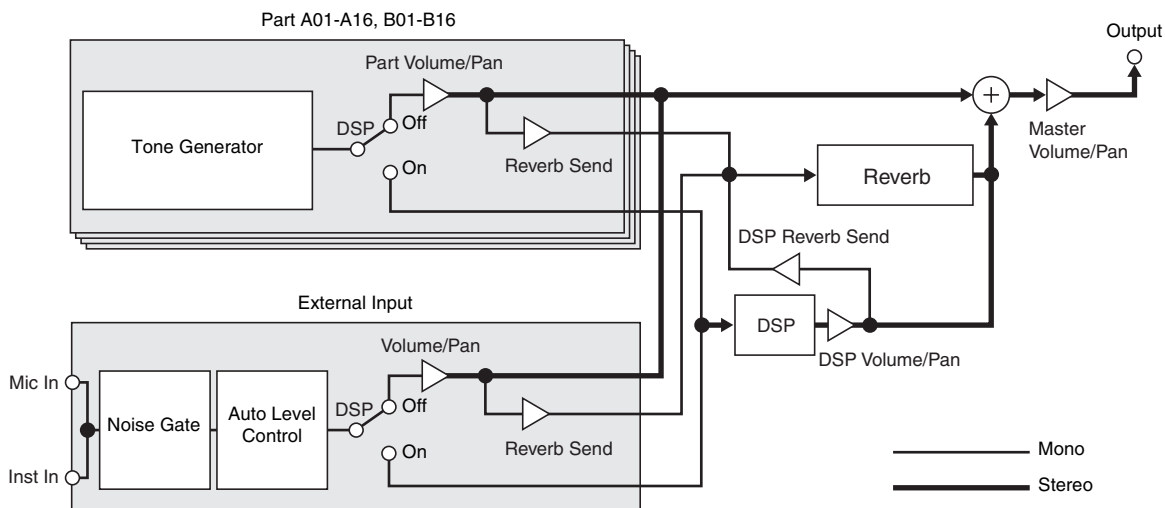 Part A01-A16, B01-B16
Output
Part Volume/Pan
Tone Generator
DSP
Off
On
Reverb Send
+
Master
Volume/Pan
Reverb
DSP Reverb Send
External Input
DSP
DSP Volume/Pan
Volume/Pan
Mic In
Inst In
Noise Gate
Auto Level
Control
DSP
Off
On
Reverb Send
Mono
Stereo